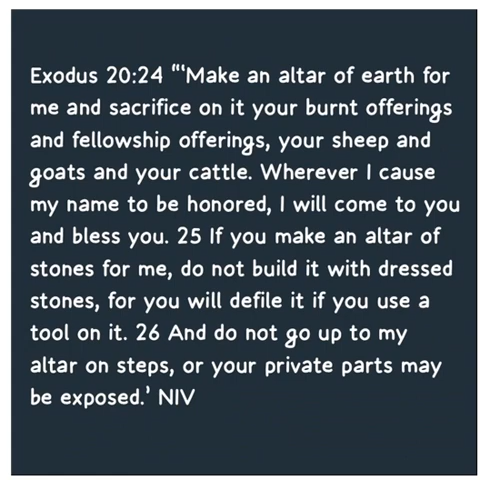 Exodus 20:24 “‘Make an altar of earth for
me and sacrifice on it your burnt offerings
and fellowship offerings, your sheep and
goats and your cattle. Wherever I cause
my name to be honored, I will come to you
and bless you. 25 If you make an altar of
stones for me, do not build it with dressed
stones, for you will defile it if you use a
tool on it. 26 And do not go up to my
altar on steps, or your private parts may
be exposed.’ NIV